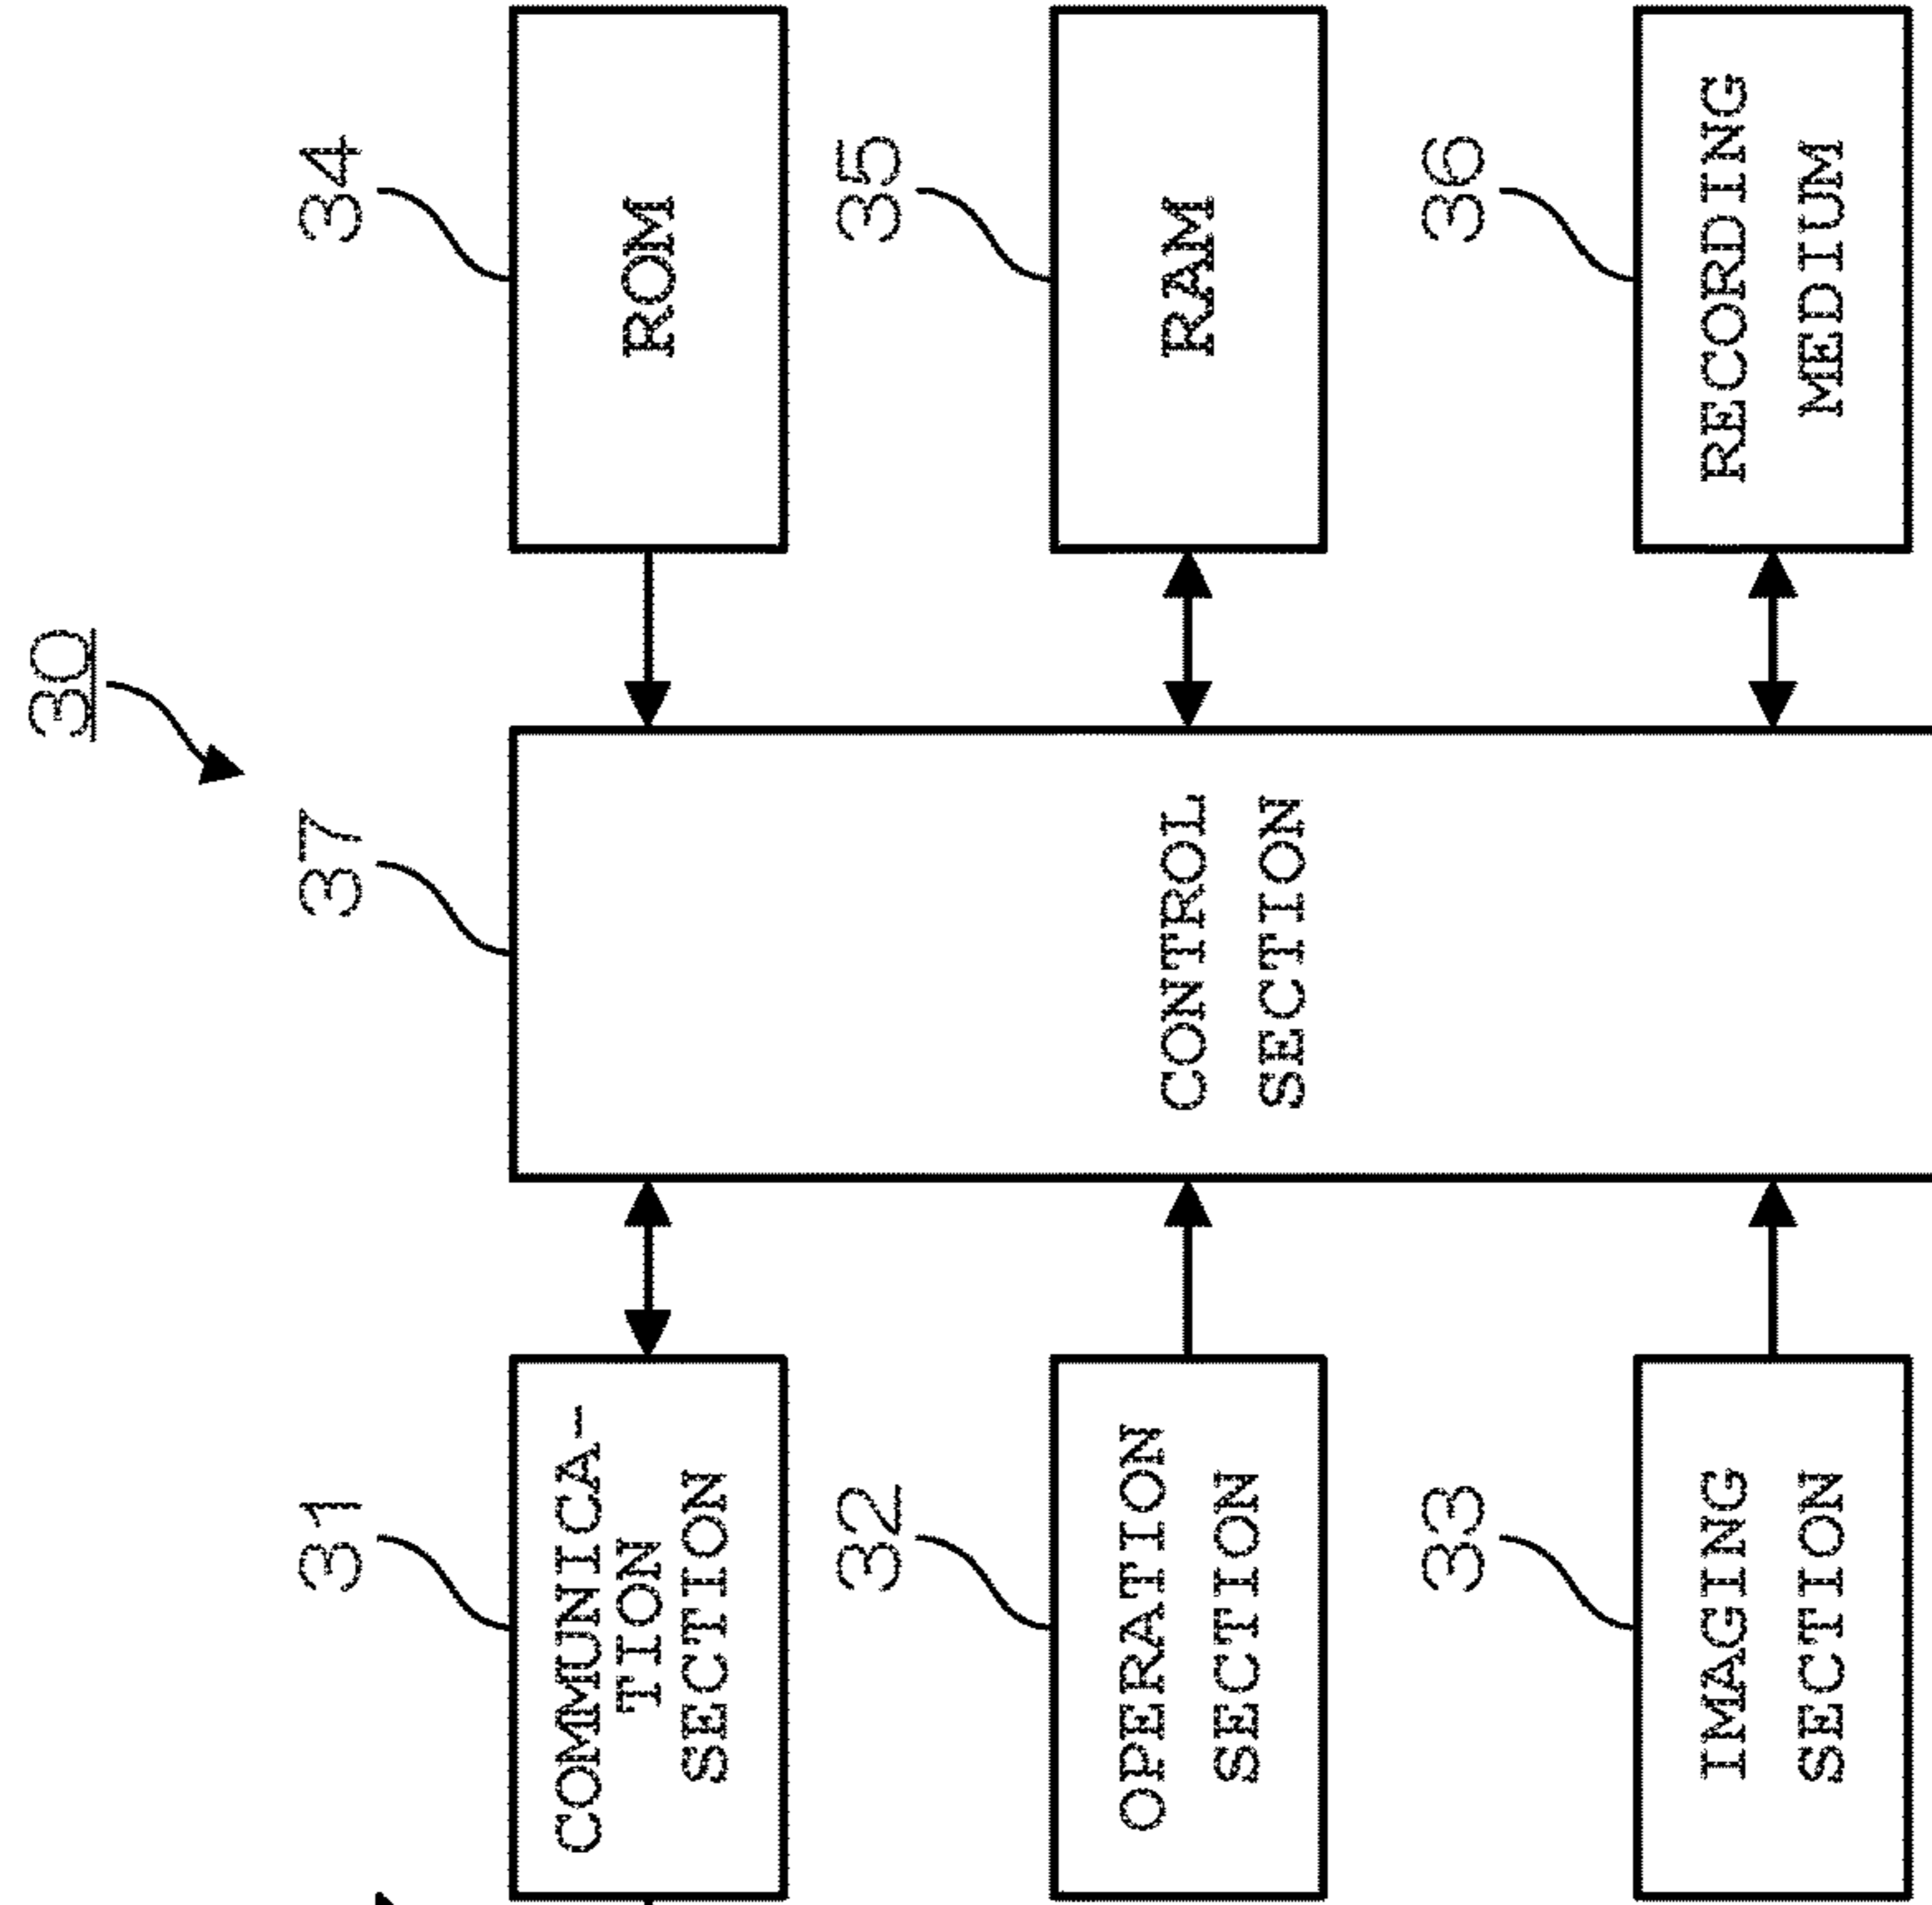 30
31
37
34
COMMUNICA-
TION
SECTION
ROM
32
35
OPERATION
SECTION
CONTROL
SECTION
RAM
33
36
IMAGING
SECTION
RECORDING
MEDIUM